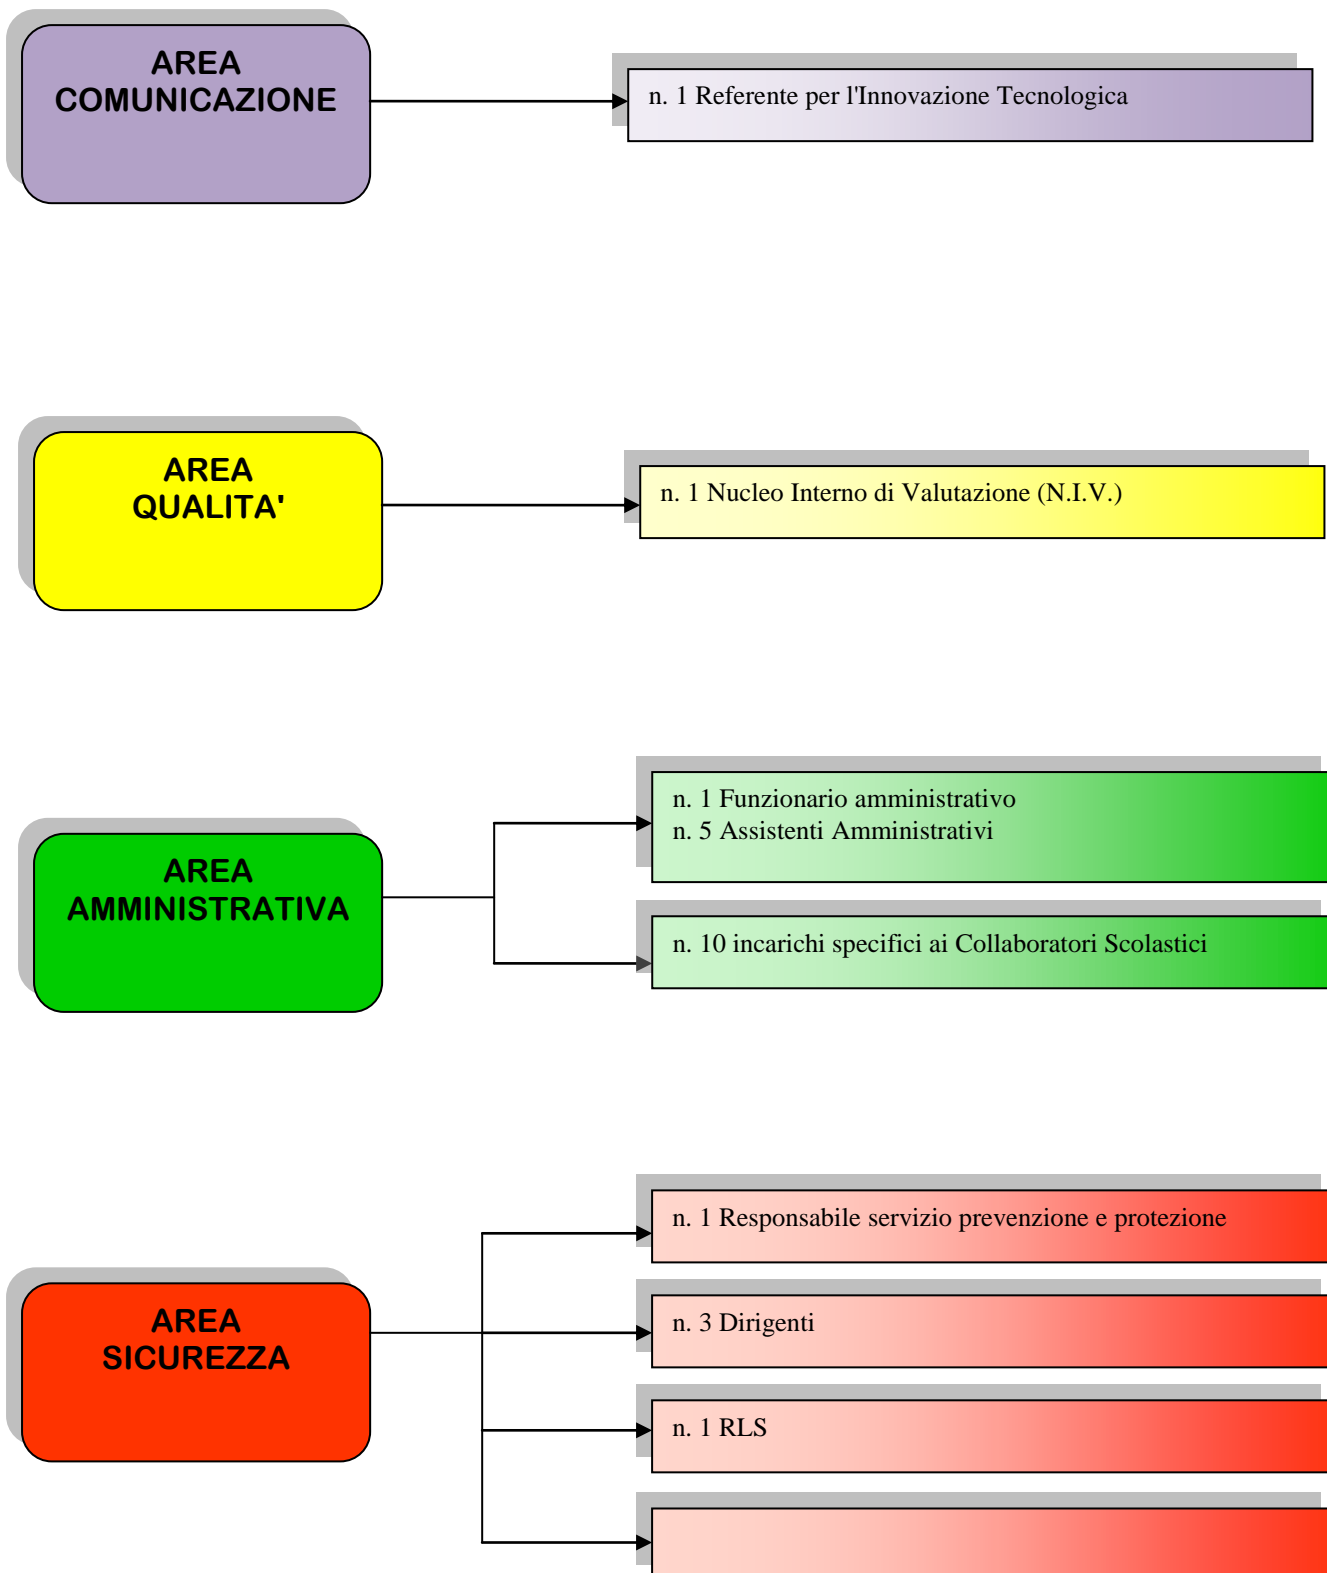 AREA
COMUNICAZIONE
n. 1 Referente per l'Innovazione Tecnologica
AREA
QUALITA'
n. 1 Nucleo Interno di Valutazione (N.I.V.)
AREA
AMMINISTRATIVA
n. 1 Funzionario amministrativo
n. 5 Assistenti Amministrativi
n. 10 incarichi specifici ai Collaboratori Scolastici
AREA
SICUREZZA
n. 1 Responsabile servizio prevenzione e protezione
n. 3 Dirigenti
n. 1 RLS